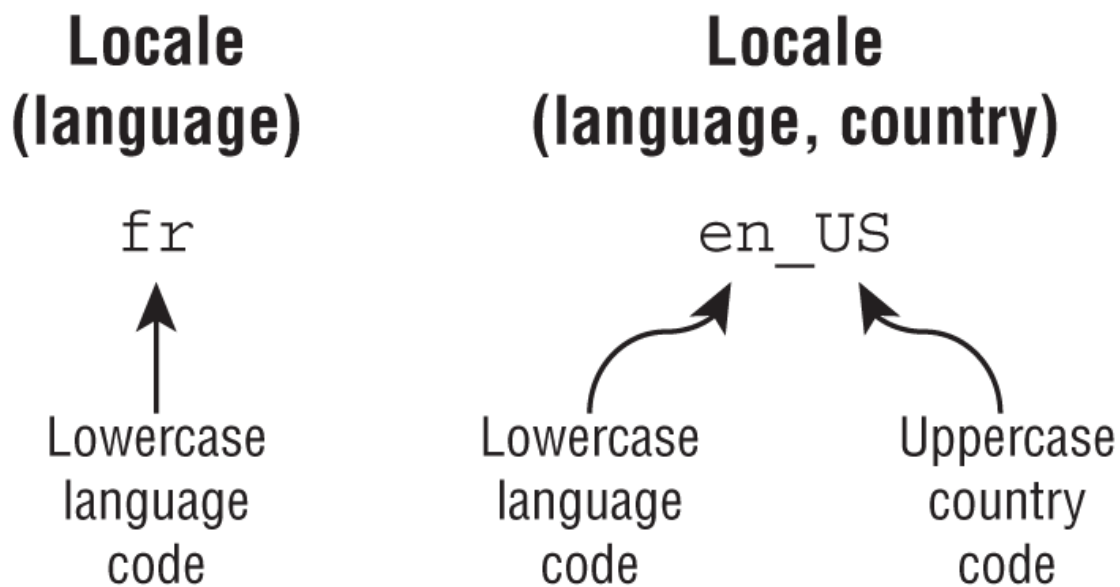 Locale
(language)
fr
Lowercase
language
code
Locale
(language, country)
en_US
Lowercase
language
code
Uppercase
country
code